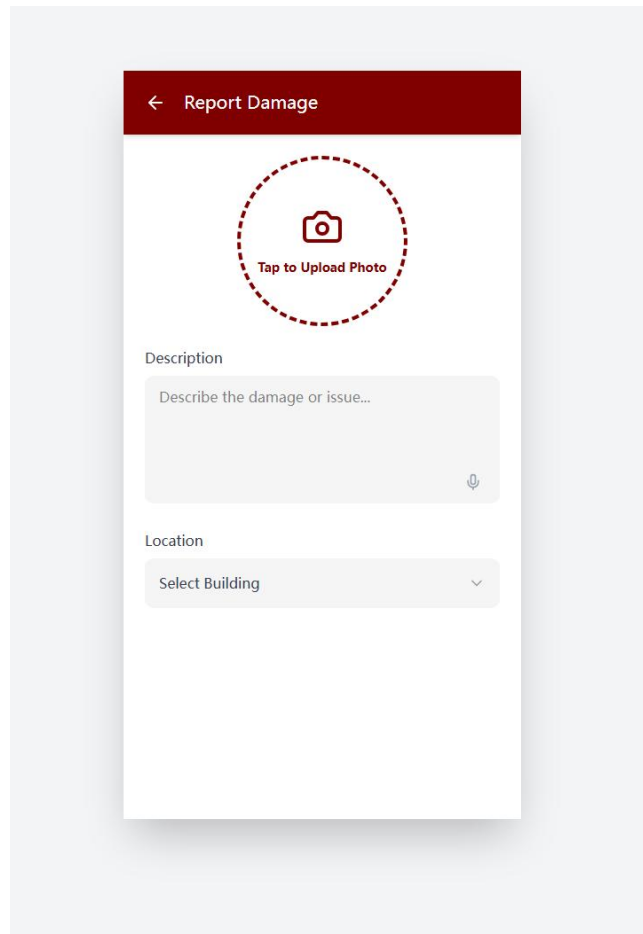 Report Damage
Tap to Upload Photo
Description
Describe the damage or issue...
Location
Select Building